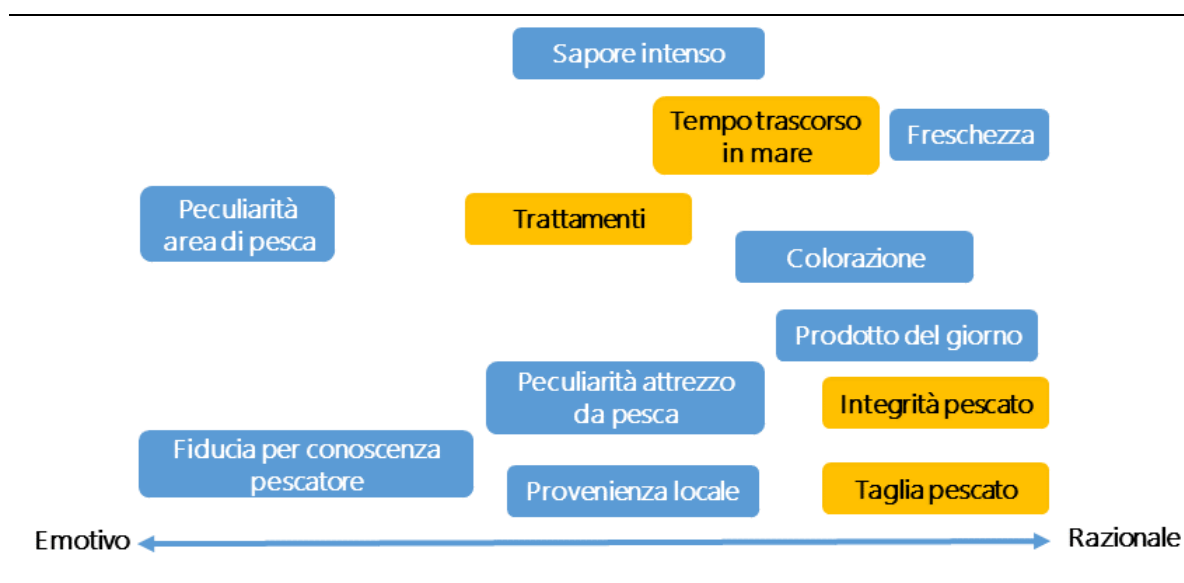 Sapore intenso
Tempo trascorso
in mare
Freschezza
Peculiarità
area di pesca
Trattamenti
Colorazione
Prodotto del giorno
Peculiarità attrezzo
da pesca
Integrità pescato
Fiducia per conoscenza
pescatore
Provenienza locale
Taglia pescato
Emotivo
Razionale